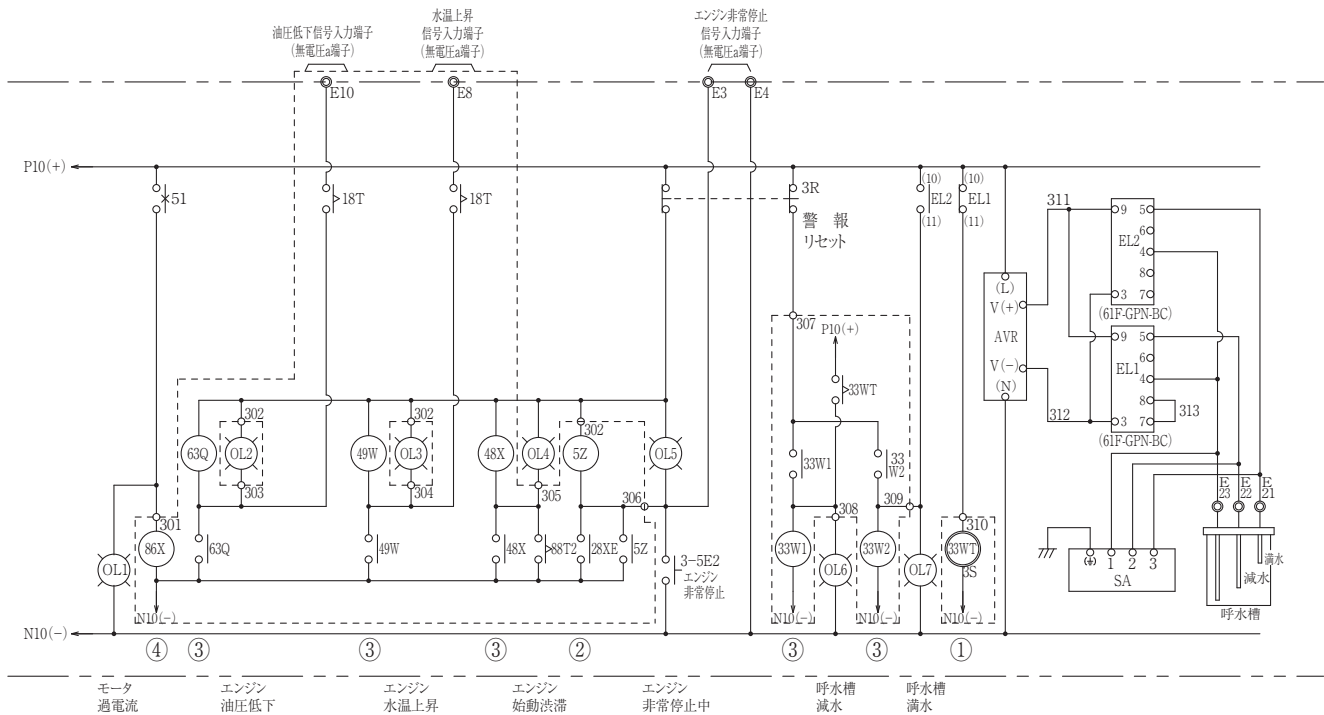 油圧低下信号入力端子
(無電圧a端子)
水温上昇
信号入力端子
(無電圧a端子)
エンジン非常停止
信号入力端子
(無電圧a端子)
E10
E8
E3
E4
P10(+)
51
18T
18T
3R
警 報
リセット
(10)
EL2
(11)
(10)
EL1
(11)
311
9
5
6
EL2
4
8
3
7
(61F-GPN-BC)
(L)
V(+)
AVR
V(-)
(N)
9
5
6
EL1
4
8
3
7
313
(61F-GPN-BC)
312
307
P10(+)
33WT
302
302
302
63Q
OL2
49W
OL3
48X
OL4
5Z
OL5
33W1
33
W2
303
304
305
306
308
309
301
310
E
23
E
22
E
21
86X
63Q
49W
48X
88T2
28XE
5Z
3-5E2
エンジン
非常停止
OL1
33W1
OL6
33W2
OL7
33WT
3S
1
2
3
SA
満水
減水
呼水槽
N10(-)
N10(-)
N10(-)
N10(-)
N10(-)
④
③
③
③
②
③
③
①
モータ
過電流
エンジン
油圧低下
エンジン
水温上昇
エンジン
始動渋滞
エンジン
非常停止中
呼水槽
減水
呼水槽
満水